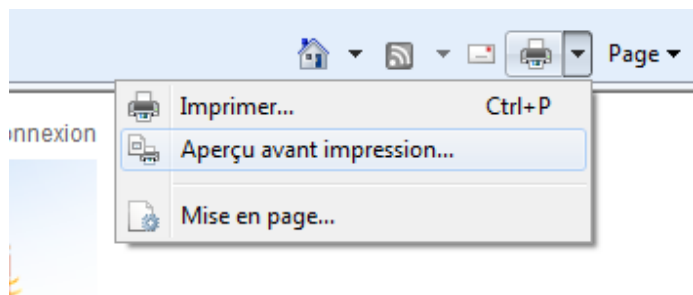 Page
Imprimer... Ctrl+P
onnexion
Aperçu avant impression...
Mise en page...